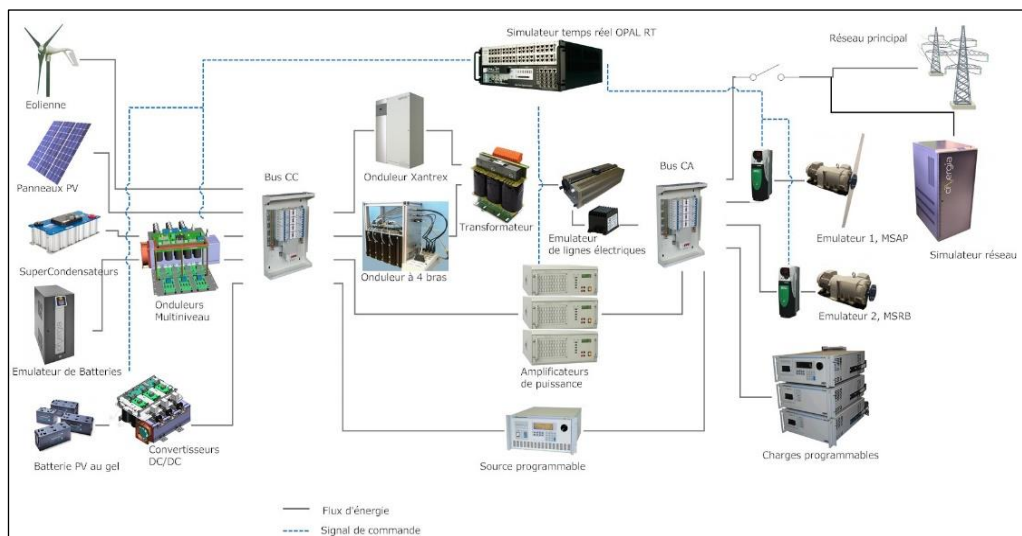 Simulateur temps réel OPAL RT
Réseau principal
Eolienne
Panneaux PV
Bus CC
Onduleur Xantrex
Bus CA
Transformateur
SuperCondensateurs
Onduleurs
Multiniveau
Onduleur à 4 bras
Emulateur
de lignes électriques
Emulateur 1, MSAP
Simulateur réseau
Emulateur de Batteries
Emulateur 2, MSRB
Amplificateurs
de puissance
Batterie PV au gel
Convertisseurs
DC/DC
Source programmable
Charges programmables
Flux d'énergie
Signal de commande